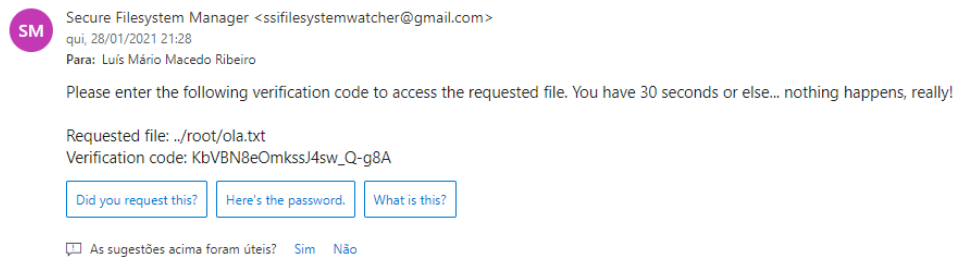 SM
Secure Filesystem Manager <ssifilesystemwatcher@gmail.com>
qui, 28/01/2021 21:28
Para: Luís Mário Macedo Ribeiro
Please enter the following verification code to access the requested file. You have 30 seconds or else... nothing happens, really!
Requested file: ../root/ola.txt
Verification code: KbVBN8eOmkssJ4sw_Q-g8A
Did you request this? Here's the password. What is this?
As sugestões acima foram úteis? Sim Não